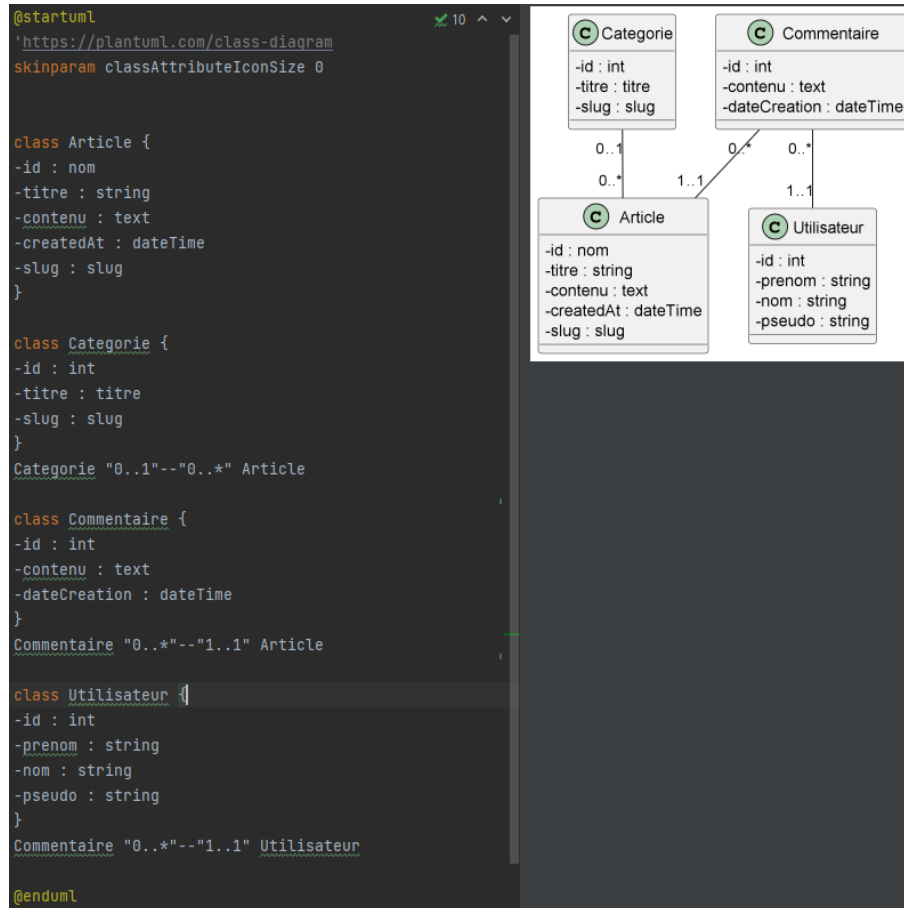 @startuml
10
'https://plantuml.com/class-diagram
skinparam classAttributeIconSize 0
class Article {
-id : nom
-titre : string
-contenu : text
-createdAt : dateTime
-slug : slug
}
class Categorie {
-id : int
-titre : titre
-slug : slug
}
Categorie "0..1"--"0..*" Article
class Commentaire {
-id : int
-contenu : text
-dateCreation : dateTime
}
Commentaire "0..*"--"1..1" Article
class Utilisateur {
-id : int
-prenom : string
-nom : string
-pseudo : string
}
Commentaire "0..*"--"1..1" Utilisateur
@enduml
C Categorie
-id : int
-titre : titre
-slug : slug
C Commentaire
-id : int
-contenu : text
-dateCreation : dateTime
0..1
0..*
0..*
0..*
1..1
1..1
C Article
-id : nom
-titre : string
-contenu : text
-createdAt : dateTime
-slug : slug
C Utilisateur
-id : int
-prenom : string
-nom : string
-pseudo : string